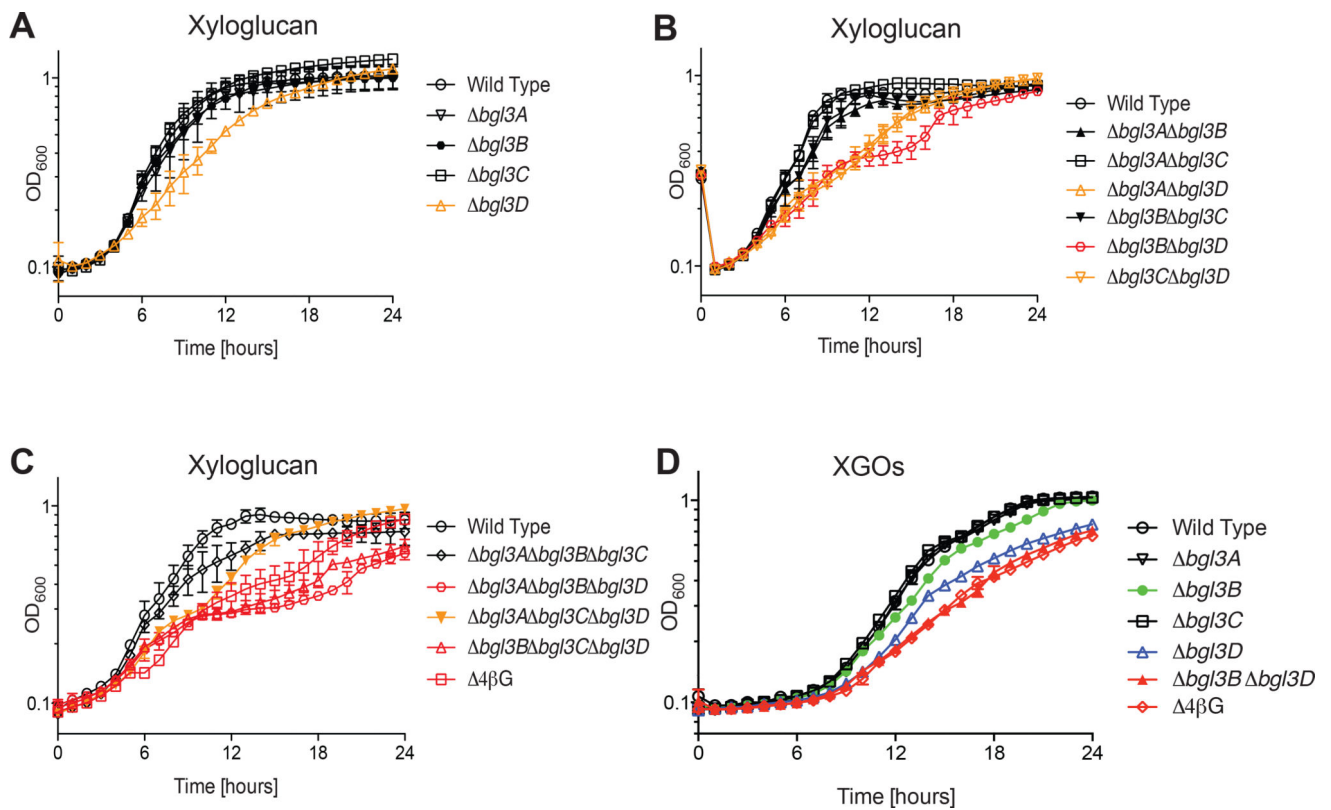 A
Xyloglucan
OD600
1
0.1
0
6
12
18
24
Time [hours]
Wild Type
Δbgl3A
Δbgl3B
Δbgl3C
Δbgl3D
B
Xyloglucan
OD600
1
0.1
0
6
12
18
24
Time [hours]
Wild Type
Δbgl3AΔbgl3B
Δbgl3AΔbgl3C
Δbgl3AΔbgl3D
Δbgl3BΔbgl3C
Δbgl3BΔbgl3D
Δbgl3CΔbgl3D
C
Xyloglucan
OD600
1
0.1
0
6
12
18
24
Time [hours]
Wild Type
Δbgl3AΔbgl3BΔbgl3C
Δbgl3AΔbgl3BΔbgl3D
Δbgl3AΔbgl3CΔbgl3D
Δbgl3BΔbgl3CΔbgl3D
Δ4βG
D
XGOs
OD600
1
0.1
0
6
12
18
24
Time [hours]
Wild Type
Δbgl3A
Δbgl3B
Δbgl3C
Δbgl3D
Δbgl3B Δbgl3D
Δ4βG